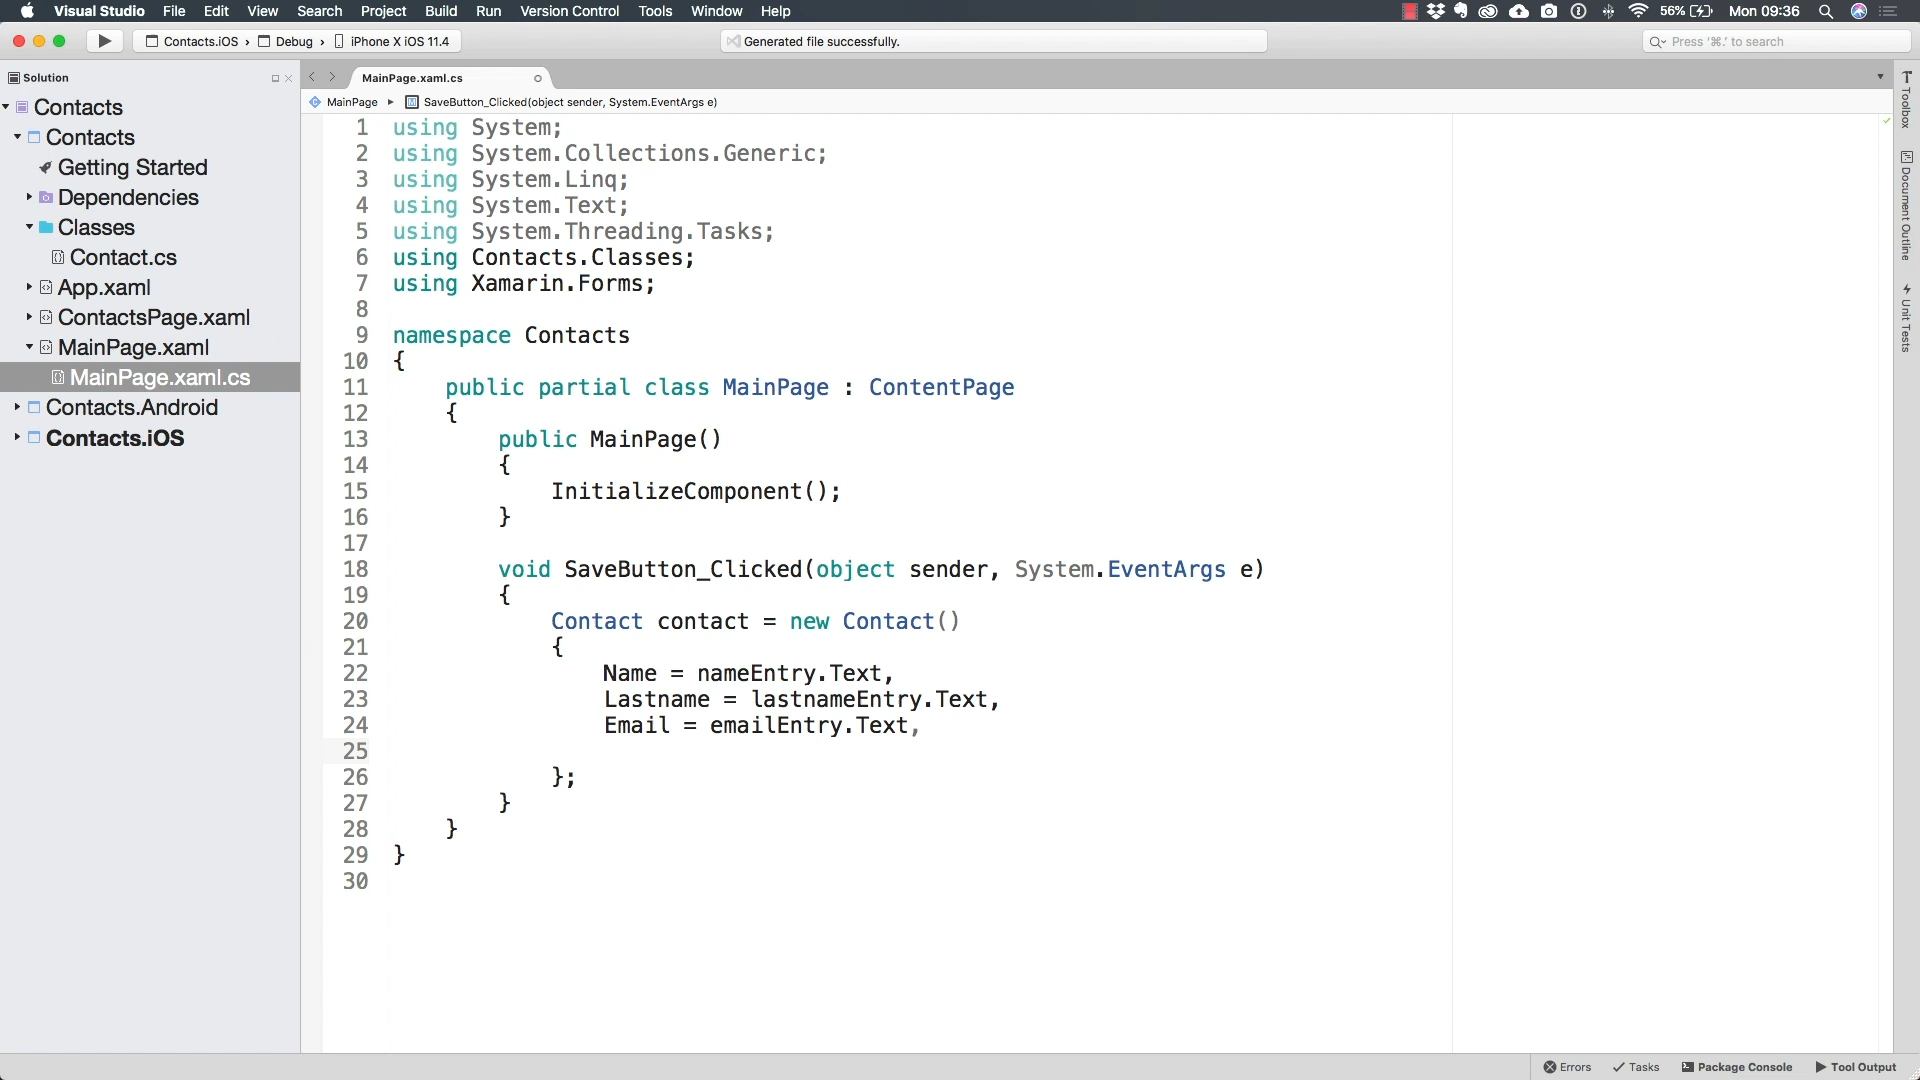 Visual Studio File Edit View Search Project Build Run Version Control Tools Window Help 56% Mon 09:36
Contacts.iOS › Debug › iPhone X iOS 11.4 Generated file successfully. Press '⌘.' to search
Solution
Contacts
Contacts
Getting Started
Dependencies
Classes
Contact.cs
App.xaml
ContactsPage.xaml
MainPage.xaml
MainPage.xaml.cs
Contacts.Android
Contacts.iOS
MainPage.xaml.cs
MainPage ▸ SaveButton_Clicked(object sender, System.EventArgs e)
1 using System;
2 using System.Collections.Generic;
3 using System.Linq;
4 using System.Text;
5 using System.Threading.Tasks;
6 using Contacts.Classes;
7 using Xamarin.Forms;
8
9 namespace Contacts
10 {
11 public partial class MainPage : ContentPage
12 {
13 public MainPage()
14 {
15 InitializeComponent();
16 }
17
18 void SaveButton_Clicked(object sender, System.EventArgs e)
19 {
20 Contact contact = new Contact()
21 {
22 Name = nameEntry.Text,
23 Lastname = lastnameEntry.Text,
24 Email = emailEntry.Text,
25
26 };
27 }
28 }
29 }
30
Toolbox
Document Outline
Unit Tests
Errors Tasks Package Console Tool Output